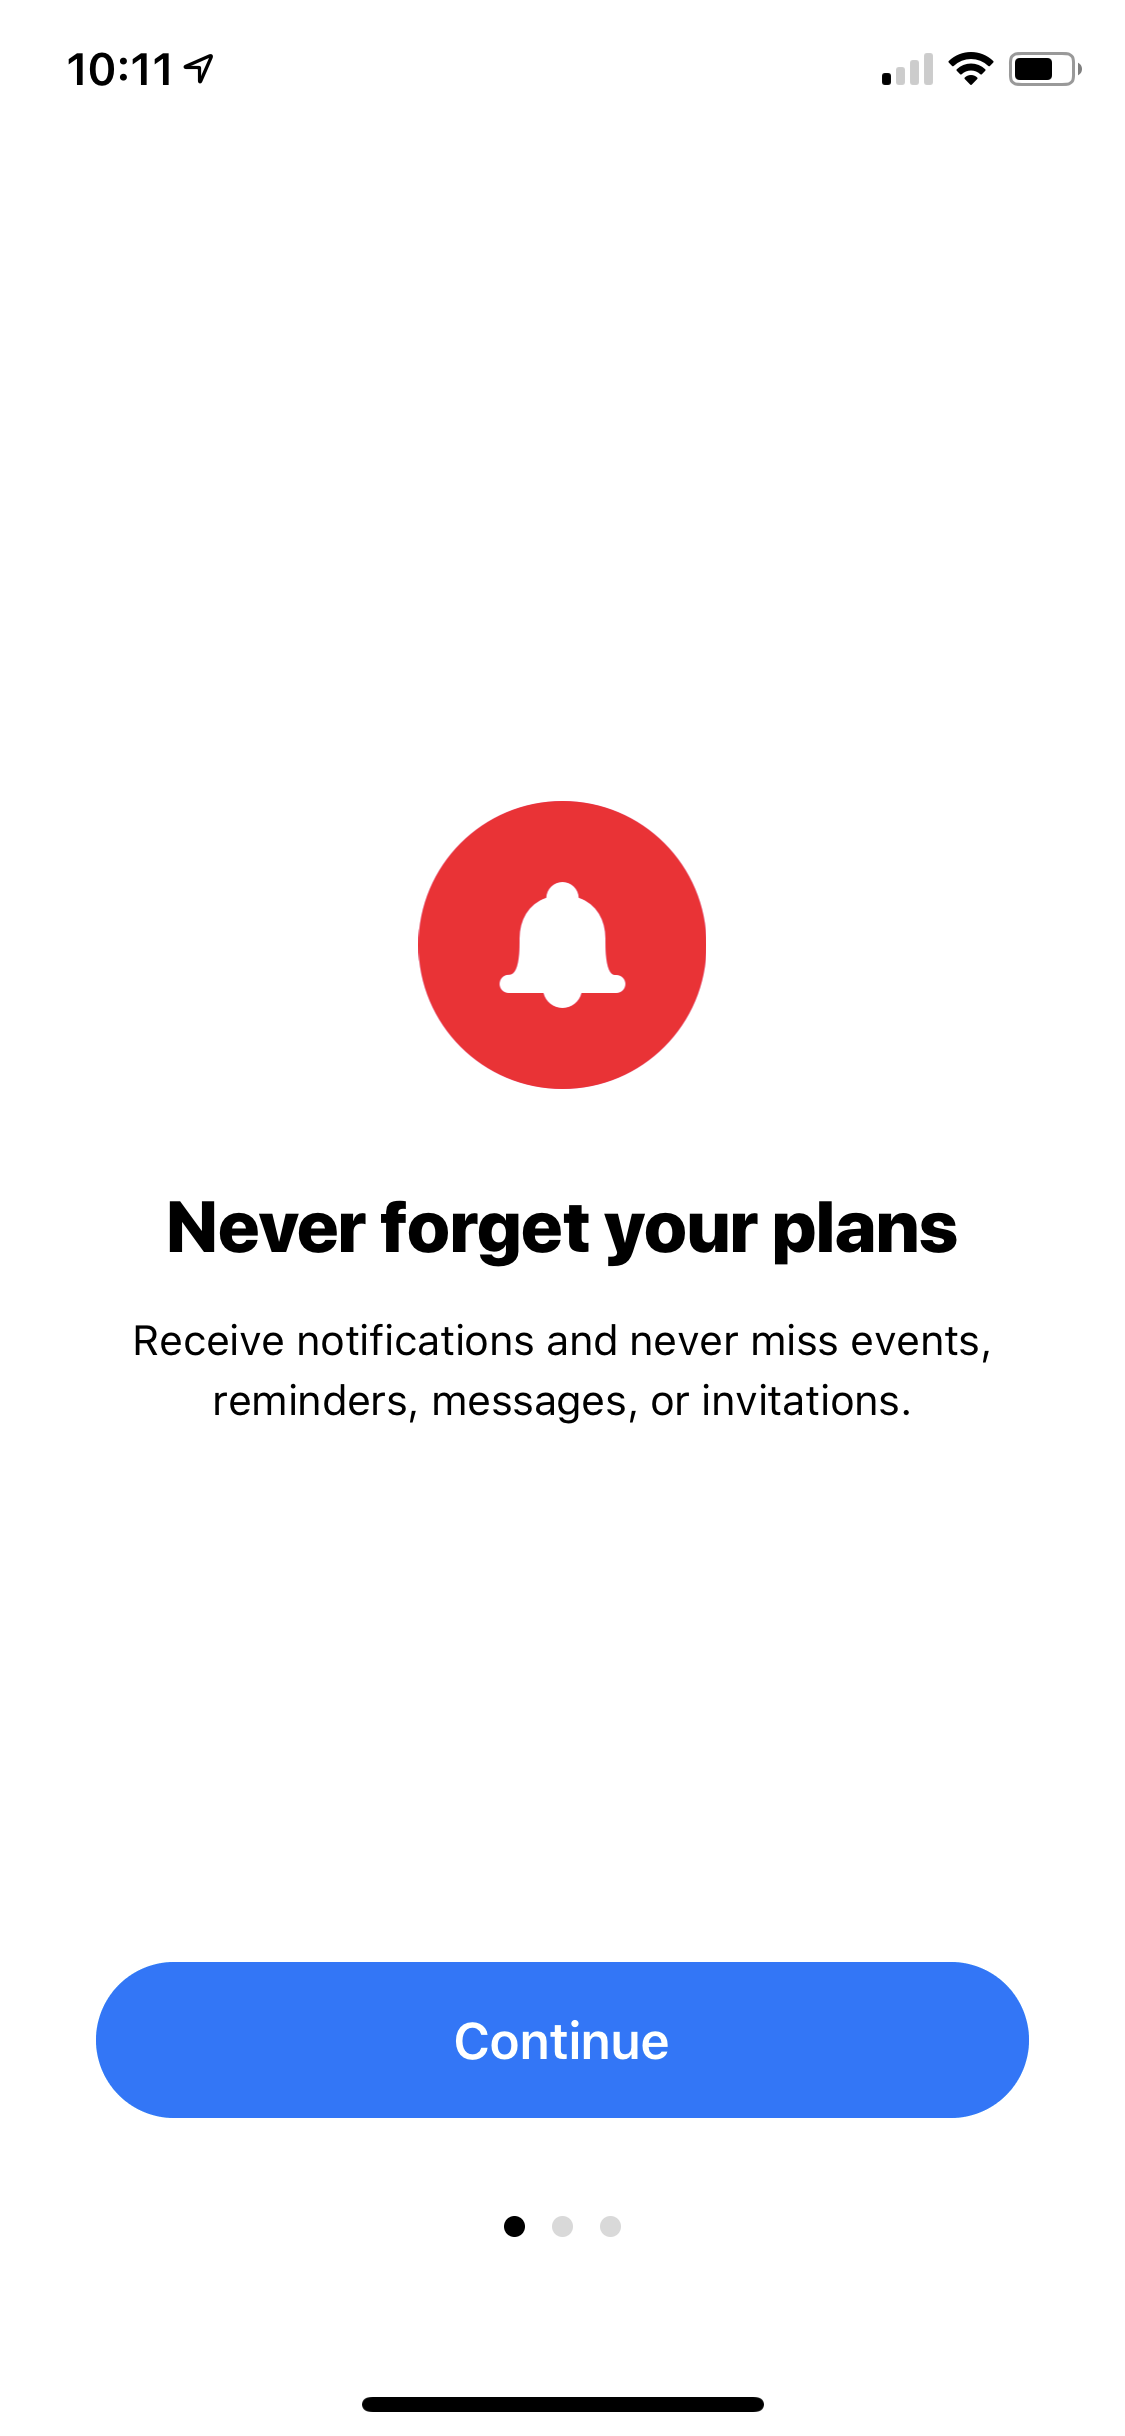 10:11
Never forget your plans
Receive notifications and never miss events,
reminders, messages, or invitations.
Continue